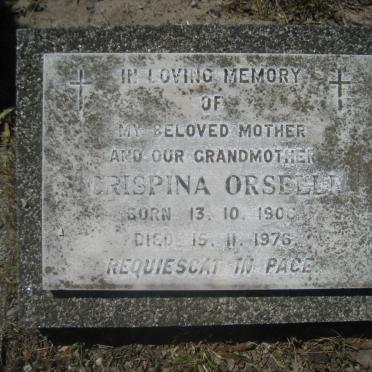 IN LOVING MEMORY
OF
MY BELOVED MOTHER
AND OUR GRANDMOTHER
CRISPINA ORSELLI
BORN 13. 10. 1906
DIED 15. 11. 1976
REQUIESCAT IN PACE